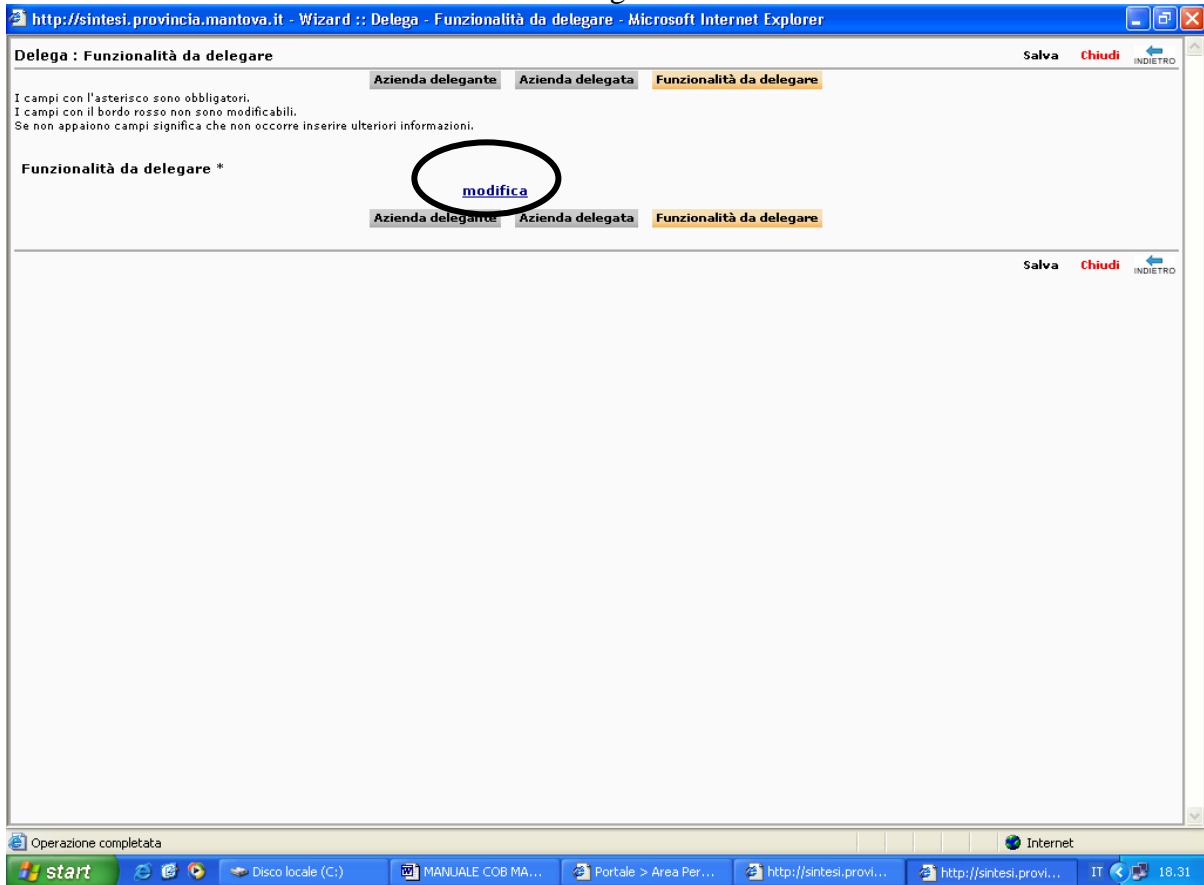 http://sintesi.provincia.mantova.it - Wizard :: Delega - Funzionalità da delegare - Microsoft Internet Explorer
Delega : Funzionalità da delegare Salva Chiudi INDIETRO
Azienda delegante Azienda delegata Funzionalità da delegare
I campi con l'asterisco sono obbligatori.
I campi con il bordo rosso non sono modificabili.
Se non appaiono campi significa che non occorre inserire ulteriori informazioni.
Funzionalità da delegare *
modifica
Azienda delegante Azienda delegata Funzionalità da delegare
Salva Chiudi INDIETRO
Operazione completata Internet
start Disco locale (C:) MANUALE COB MA... Portale > Area Per... http://sintesi.provi... http://sintesi.provi... IT 18.31